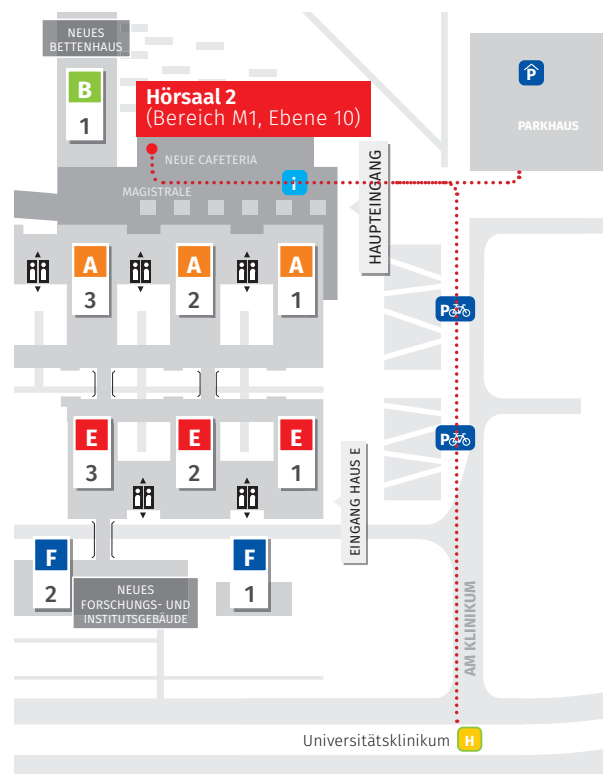 NEUES
BETTENHAUS
B
1
Hörsaal 2
(Bereich M1, Ebene 10)
P
PARKHAUS
NEUE CAFETERIA
i
MAGISTRALE
HAUPTEINGANG
A
3
A
2
A
1
P
P
E
3
E
2
E
1
EINGANG HAUS E
F
2
F
1
NEUES
FORSCHUNGS- UND
INSTITUTSGEBÄUDE
AM KLINIKUM
Universitätsklinikum H